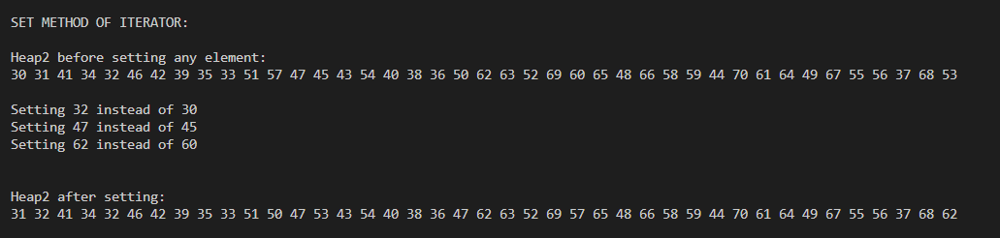 SET METHOD OF ITERATOR:
Heap2 before setting any element:
30 31 41 34 32 46 42 39 35 33 51 57 47 45 43 54 40 38 36 50 62 63 52 69 60 65 48 66 58 59 44 70 61 64 49 67 55 56 37 68 53
Setting 32 instead of 30
Setting 47 instead of 45
Setting 62 instead of 60
Heap2 after setting:
31 32 41 34 32 46 42 39 35 33 51 50 47 53 43 54 40 38 36 47 62 63 52 69 57 65 48 66 58 59 44 70 61 64 49 67 55 56 37 68 62